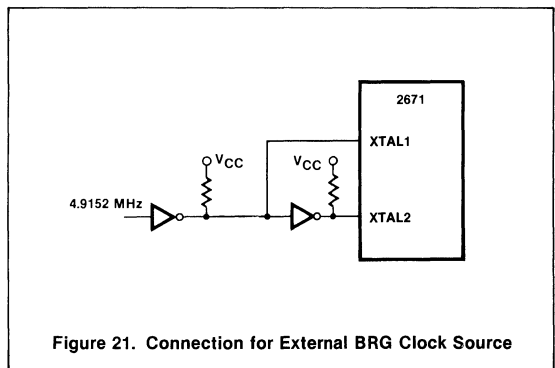 2671
XTAL1
VCC
VCC
4.9152 MHz
XTAL2
Figure 21. Connection for External BRG Clock Source